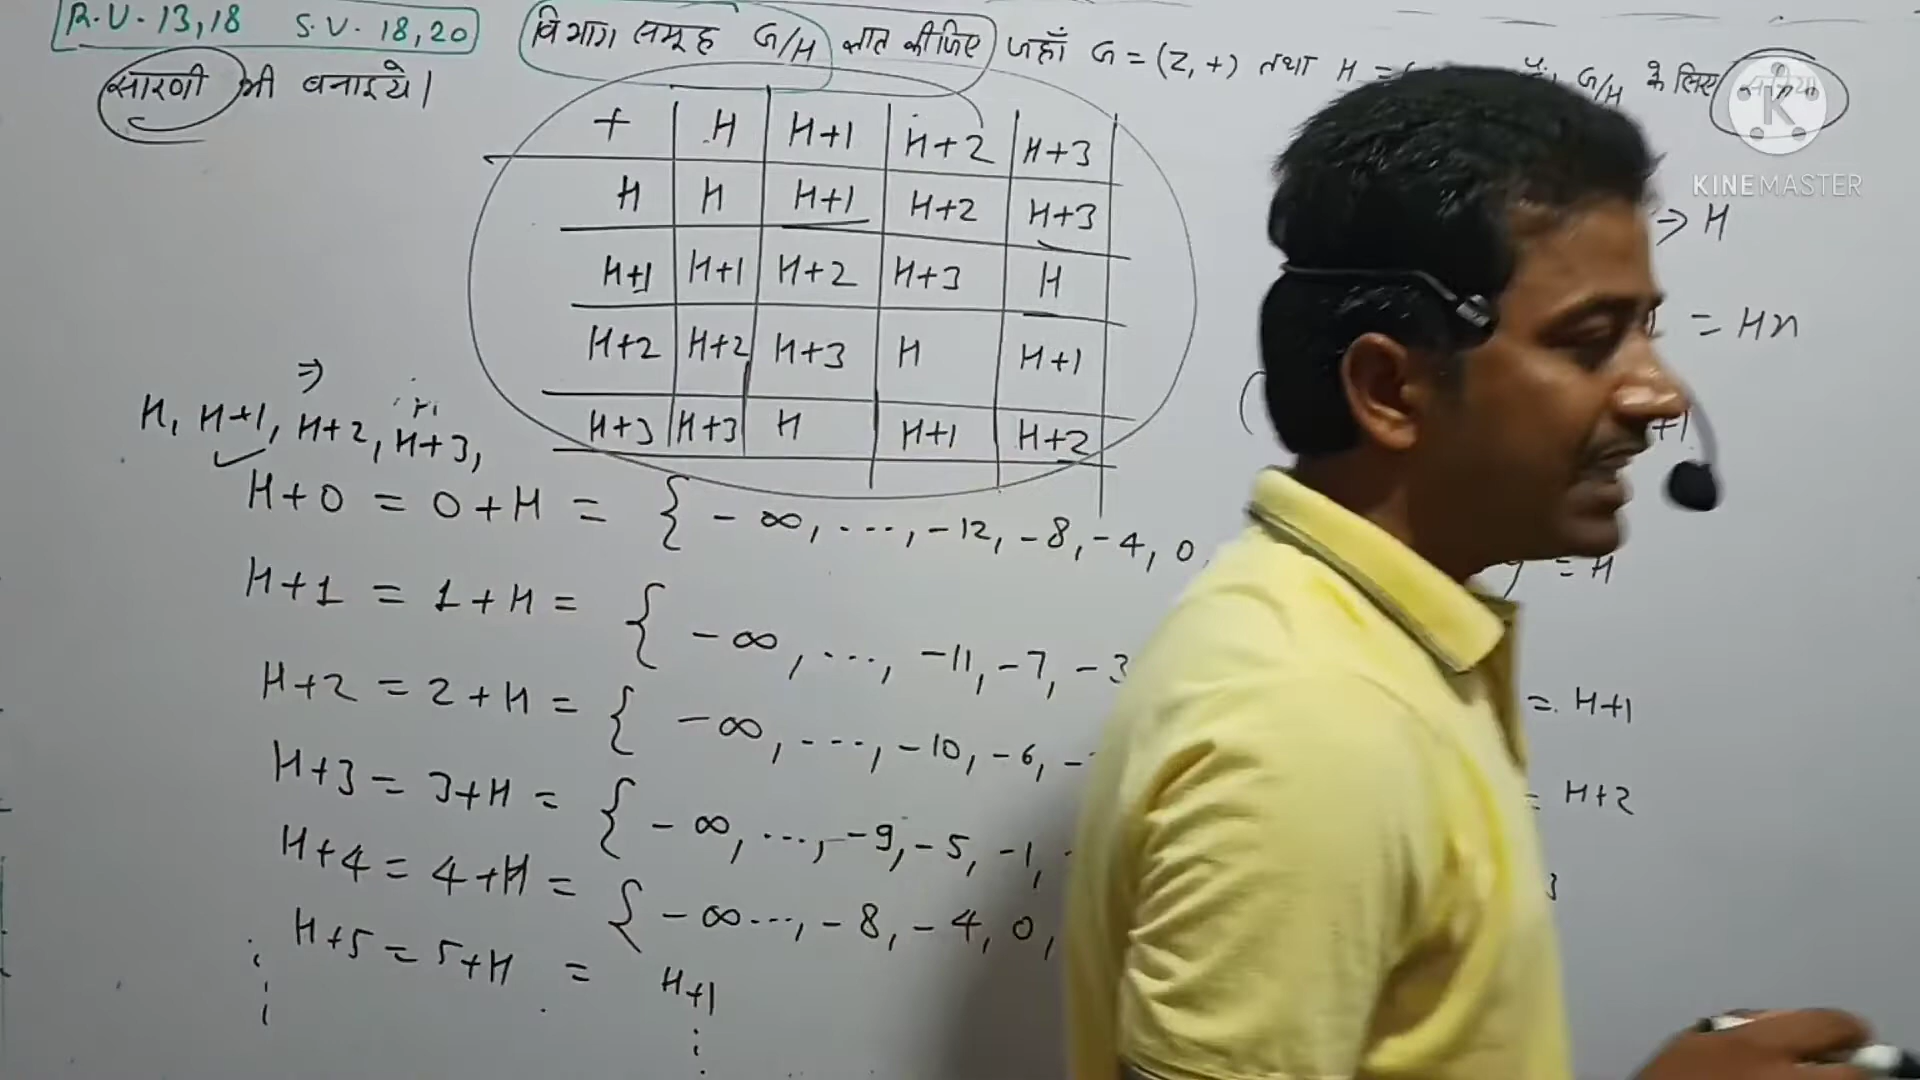 R.U. 13,18 S.V. 18,20
विभाग समूह G/H ज्ञात कीजिए जहाँ G = (Z, +) तथा H = G/H के लिए
सारणी भी बनाइये।
KINEMASTER
+ H H+1 H+2 H+3
H H H+1 H+2 H+3
H+1 H+1 H+2 H+3 H
H+2 H+2 H+3 H H+1
H+3 H+3 H H+1 H+2
→ H
= Hn
+1
⇒
H, H+1, H+2, H+3,
H+0 = 0+H = { - ∞, ..., -12, -8, -4, 0,
= H
H+1 = 1+H = { - ∞, ..., -11, -7, -3
= H+1
H+2 = 2+H = { - ∞, ..., -10, -6, -
= H+2
H+3 = 3+H = { - ∞, ..., -9, -5, -1,
3
H+4 = 4+H = { - ∞ ..., -8, -4, 0,
H+5 = 5+H = H+1